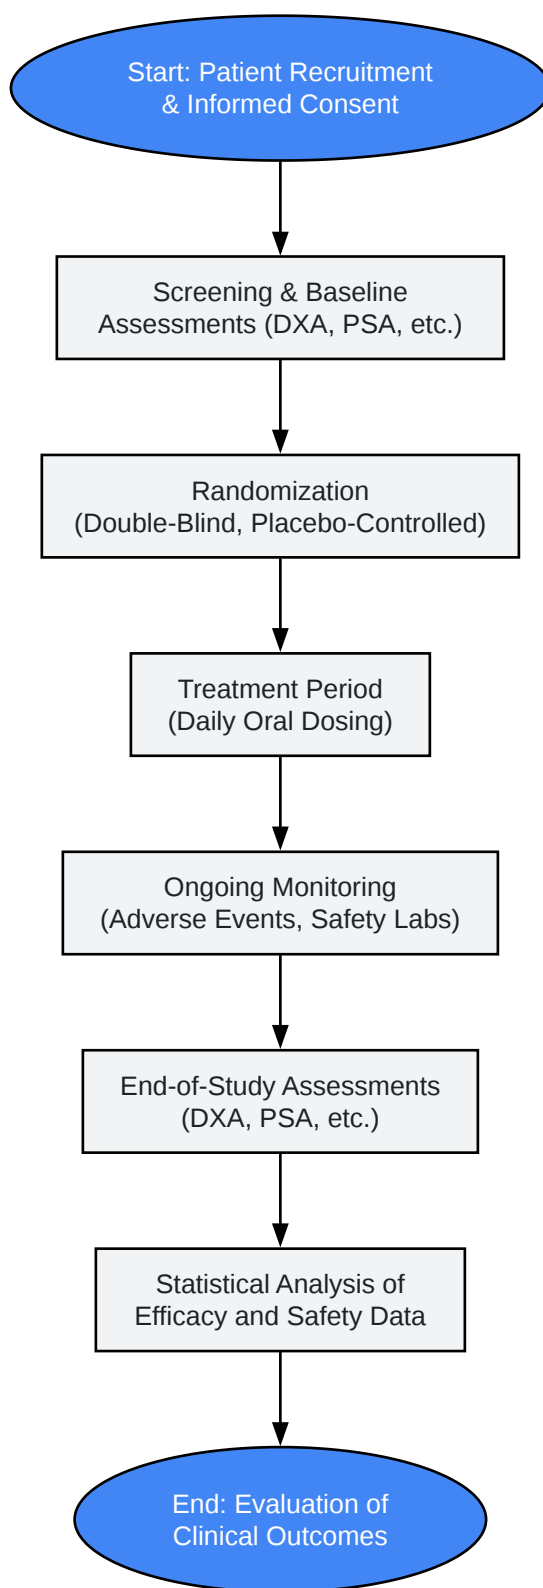 Start: Patient Recruitment
& Informed Consent
Screening & Baseline
Assessments (DXA, PSA, etc.)
Randomization
(Double-Blind, Placebo-Controlled)
Treatment Period
(Daily Oral Dosing)
Ongoing Monitoring
(Adverse Events, Safety Labs)
End-of-Study Assessments
(DXA, PSA, etc.)
Statistical Analysis of
Efficacy and Safety Data
End: Evaluation of
Clinical Outcomes